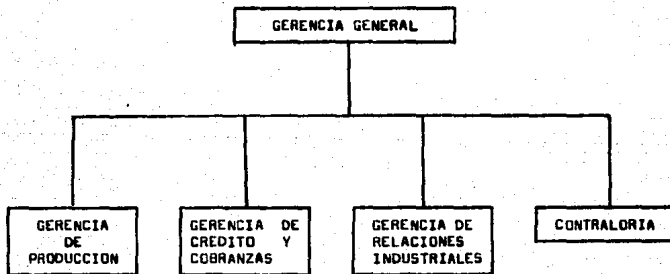 GERENCIA GENERAL
GERENCIA
DE
PRODUCCION
GERENCIA DE
CREDITO Y
COBRANZAS
GERENCIA DE
RELACIONES
INDUSTRIALES
CONTRALORIA